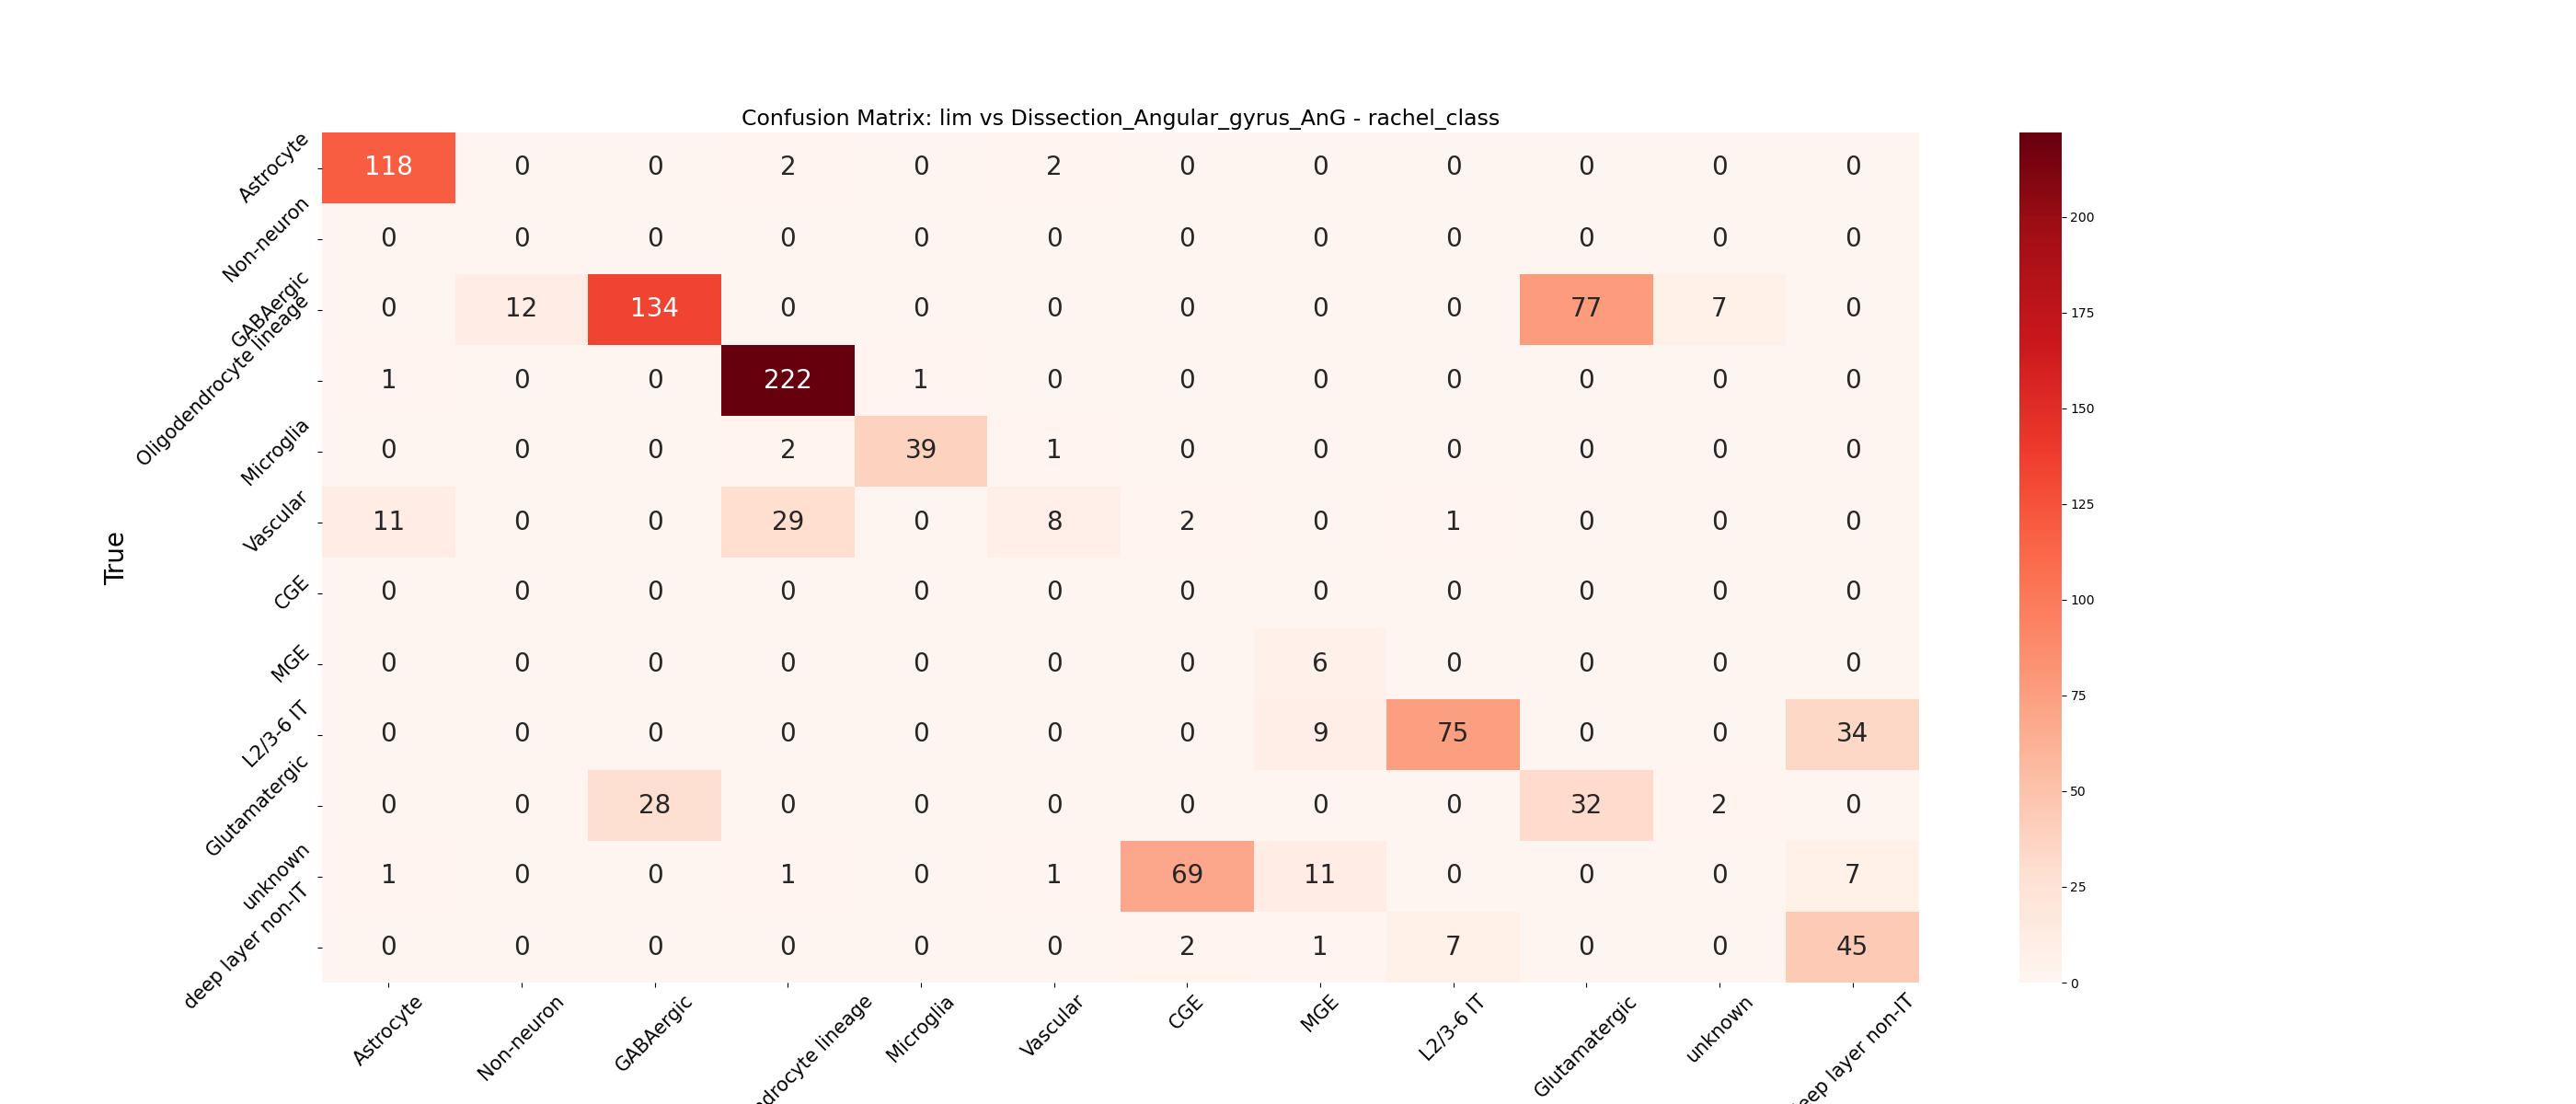 Confusion Matrix: lim vs Dissection_Angular_gyrus_AnG - rachel_class
True
Astrocyte 118 0 0 2 0 2 0 0 0 0 0 0
Non-neuron 0 0 0 0 0 0 0 0 0 0 0 0
GABAergic 0 12 134 0 0 0 0 0 0 77 7 0
Oligodendrocyte lineage 1 0 0 222 1 0 0 0 0 0 0 0
Microglia 0 0 0 2 39 1 0 0 0 0 0 0
Vascular 11 0 0 29 0 8 2 0 1 0 0 0
CGE 0 0 0 0 0 0 0 0 0 0 0 0
MGE 0 0 0 0 0 0 0 6 0 0 0 0
L2/3-6 IT 0 0 0 0 0 0 0 9 75 0 0 34
Glutamatergic 0 0 28 0 0 0 0 0 0 32 2 0
unknown 1 0 0 1 0 1 69 11 0 0 0 7
deep layer non-IT 0 0 0 0 0 0 2 1 7 0 0 45
Astrocyte Non-neuron GABAergic ndrocyte lineage Microglia Vascular CGE MGE L2/3-6 IT Glutamatergic unknown eep layer non-IT
200
175
150
125
100
75
50
25
0